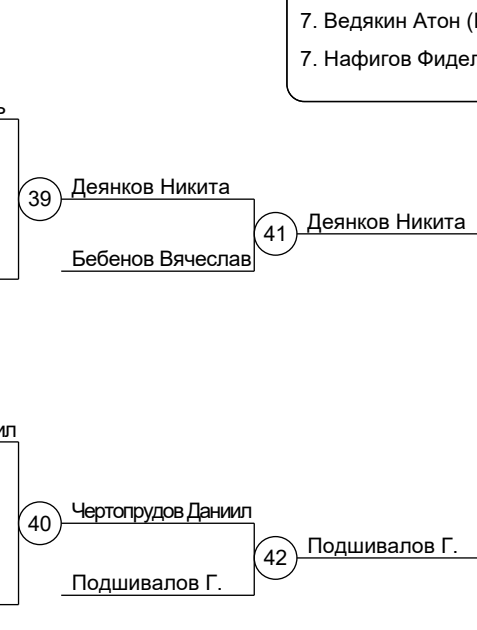 7. Ведякин Атон
7. Нафигов
39
Деянков Никита
Бебенов Вячеслав
41
Деянков Никита
40
Чертопрудов Даниил
Подшивалов Г.
42
Подшивалов Г.